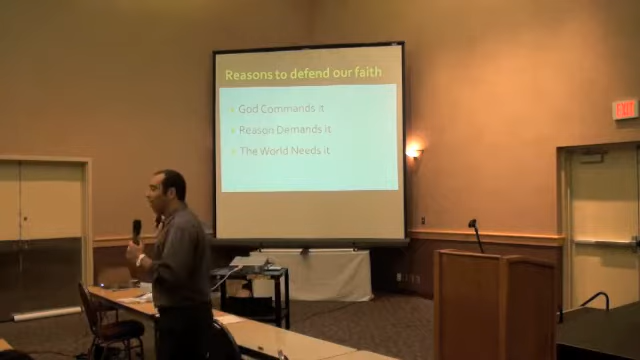 Reasons to defend our faith
God Commands it
Reason Demands it
The World Needs it
EXIT